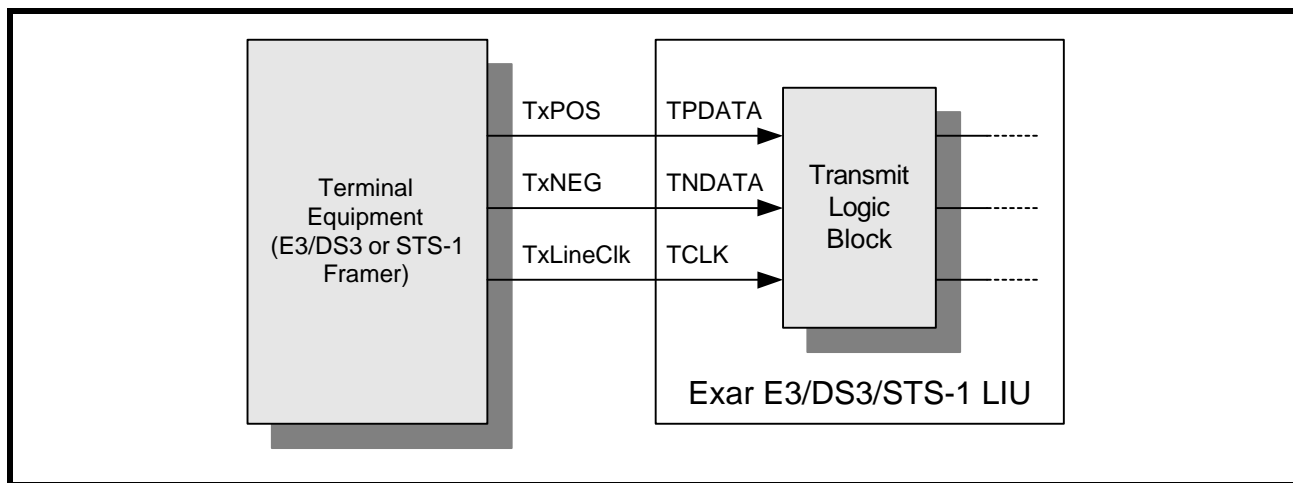 Terminal
Equipment
(E3/DS3 or STS-1
Framer)
TxPOS
TxNEG
TxLineClk
TPDATA
TNDATA
TCLK
Transmit
Logic
Block
Exar E3/DS3/STS-1 LIU